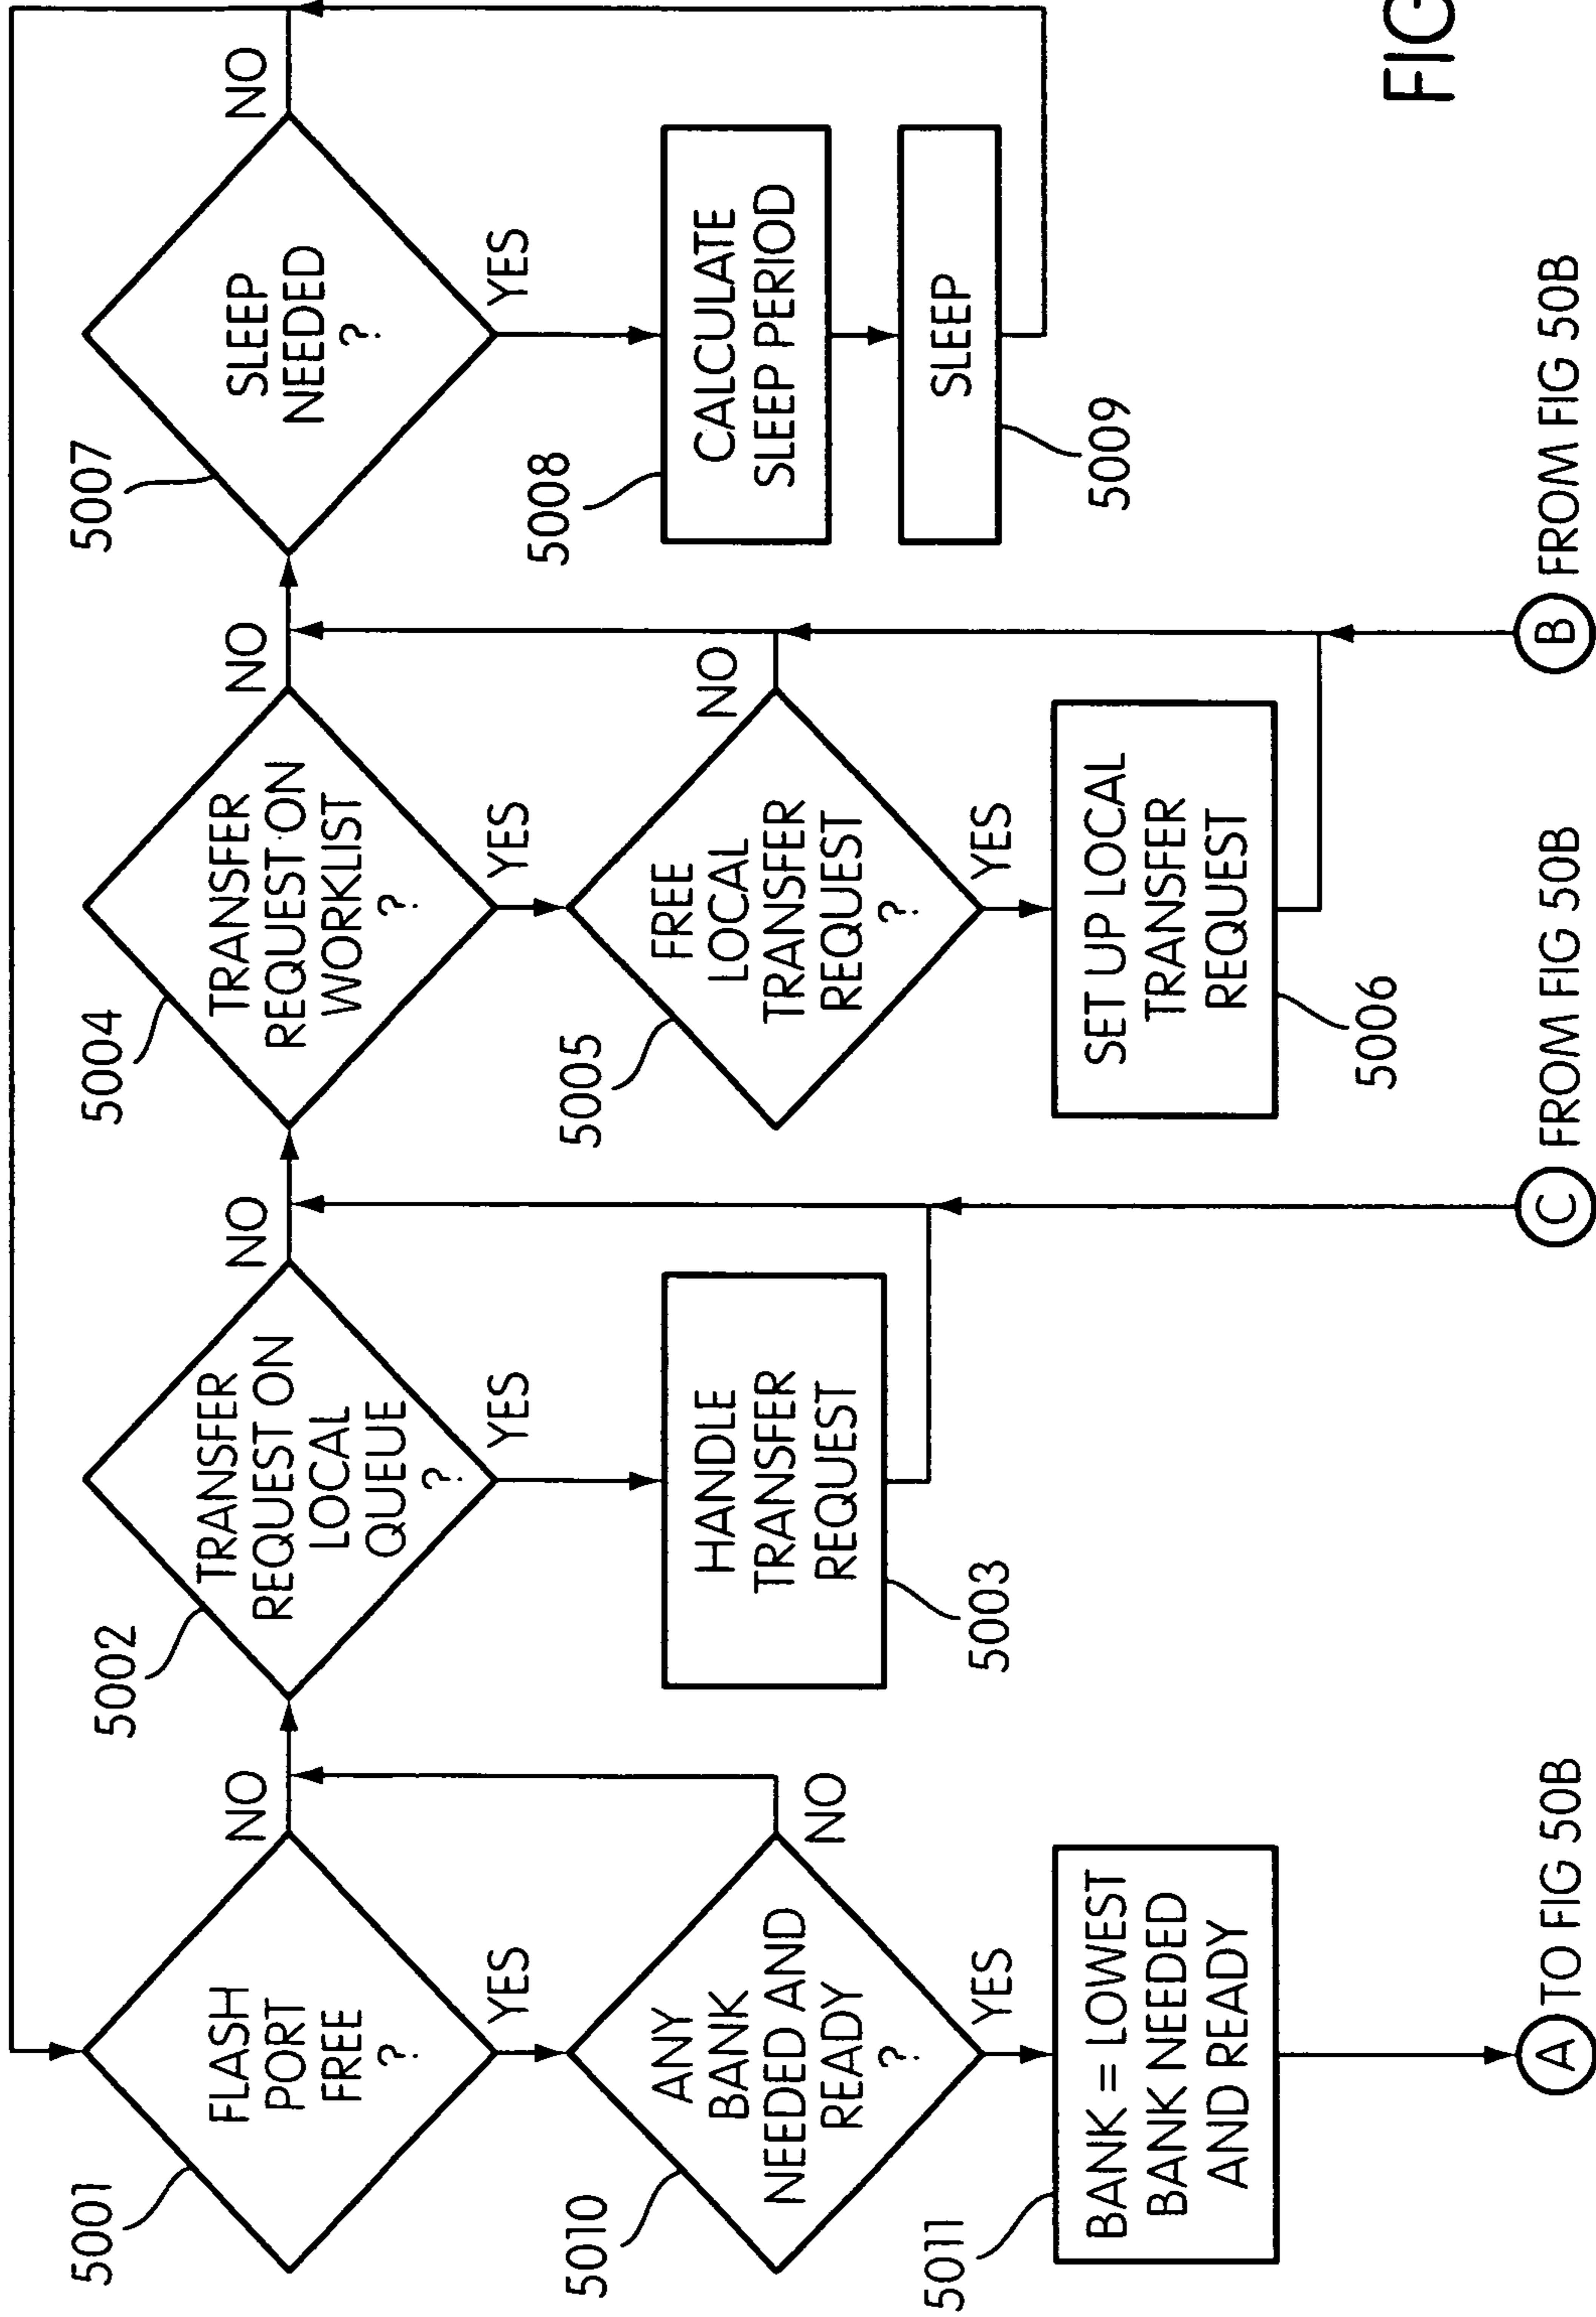 5001
FLASH
PORT
FREE
?
NO
YES
5010
ANY
BANK
NEEDED AND
READY
?
NO
YES
5011
BANK = LOWEST
BANK NEEDED
AND READY
A TO FIG 50B
5002
TRANSFER
REQUEST ON
LOCAL
QUEUE
?
NO
YES
HANDLE
TRANSFER
REQUEST
5003
C FROM FIG 50B
5004
TRANSFER
REQUEST ON
WORKLIST
?
NO
YES
5005
FREE
LOCAL
TRANSFER
REQUEST
?
NO
YES
SET UP LOCAL
TRANSFER
REQUEST
5006
B FROM FIG 50B
5007
SLEEP
NEEDED
?
NO
YES
5008
CALCULATE
SLEEP PERIOD
SLEEP
5009
FIG